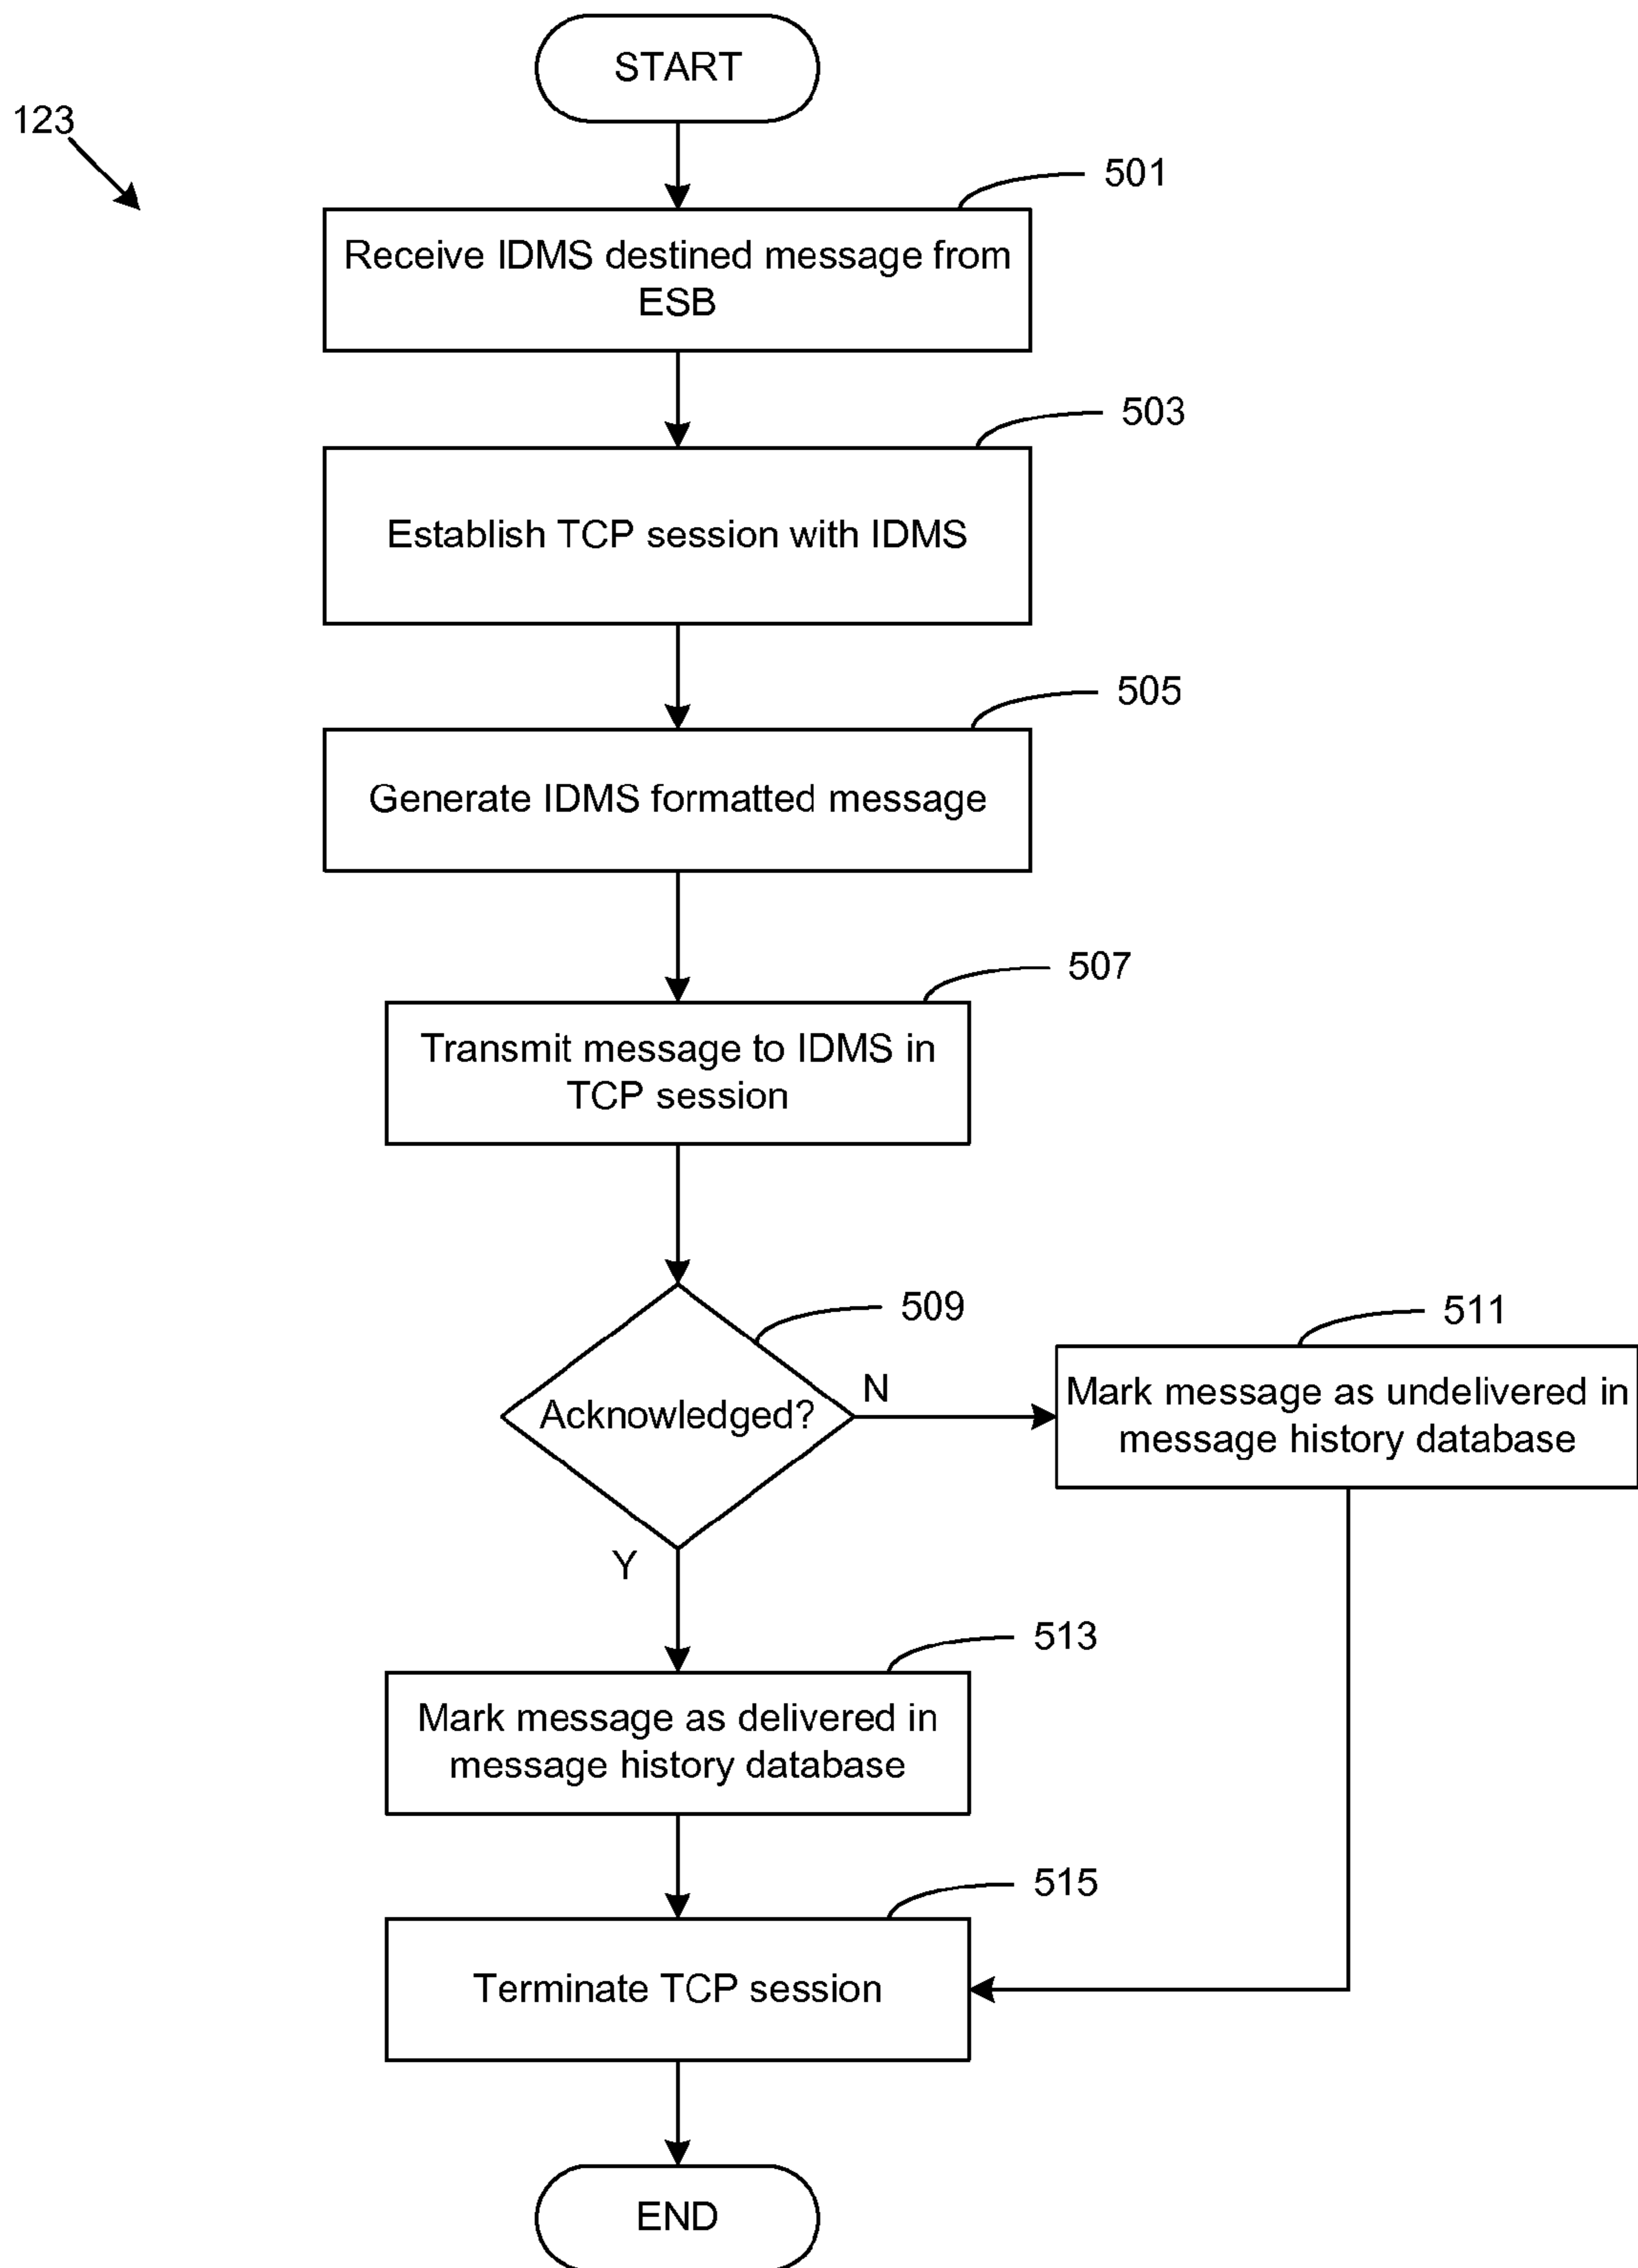 START
123
501
Receive IDMS destined message from
ESB
503
Establish TCP session with IDMS
505
Generate IDMS formatted message
507
Transmit message to IDMS in
TCP session
509
Acknowledged?
N
511
Mark message as undelivered in
message history database
Y
513
Mark message as delivered in
message history database
515
Terminate TCP session
END